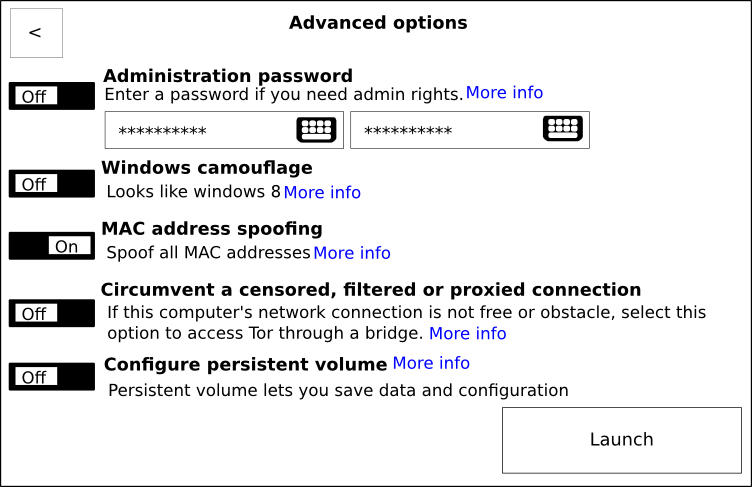 <
Advanced options
Off
Administration password
Enter a password if you need admin rights. More info
********** **********
Off
Windows camouflage
Looks like windows 8 More info
On
MAC address spoofing
Spoof all MAC addresses More info
Off
Circumvent a censored, filtered or proxied connection
If this computer's network connection is not free or obstacle, select this
option to access Tor through a bridge. More info
Off
Configure persistent volume More info
Persistent volume lets you save data and configuration
Launch